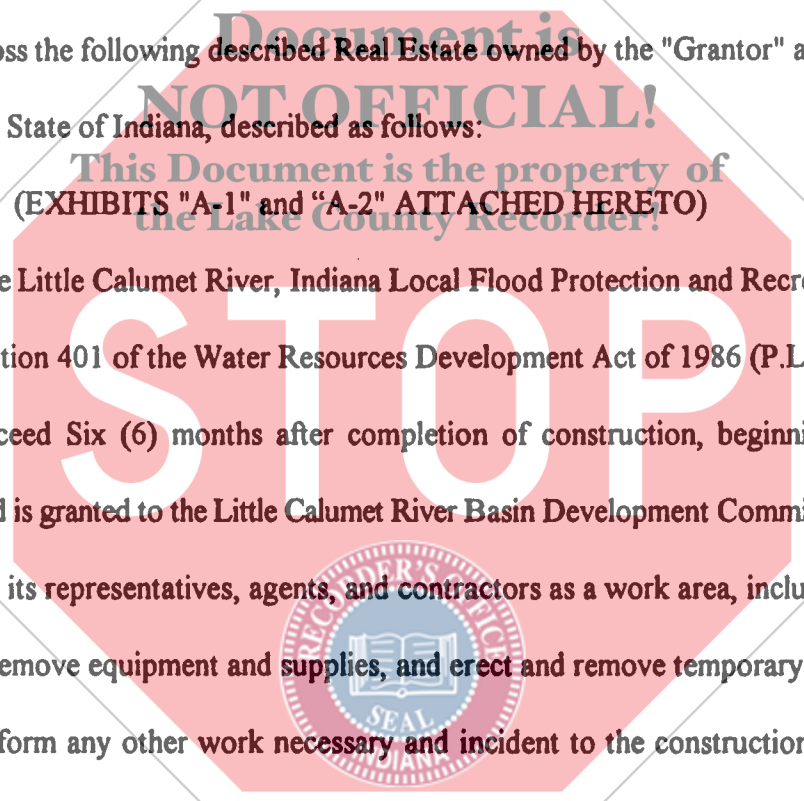 Document is
oss the following described Real Estate owned by the "Grantor" a
NOT OFFICIAL!
State of Indiana, described as follows:
This Document is the property of
(EXHIBITS "A-1" and “A-2" ATTACHED HERETO)
the Lake County Recorder!
e Little Calumet River, Indiana Local Flood Protection and Recre
tion 401 of the Water Resources Development Act of 1986 (P.L
STOP
ceed Six (6) months after completion of construction, beginni
is granted to the Little Calumet River Basin Development Commi
its representatives, agents, and contractors as a work area, inclu
RECORDER'S OFFICE
emove equipment and supplies, and erect and remove temporary
SEAL
form any other work necessary and incident to the construction
INDIANA